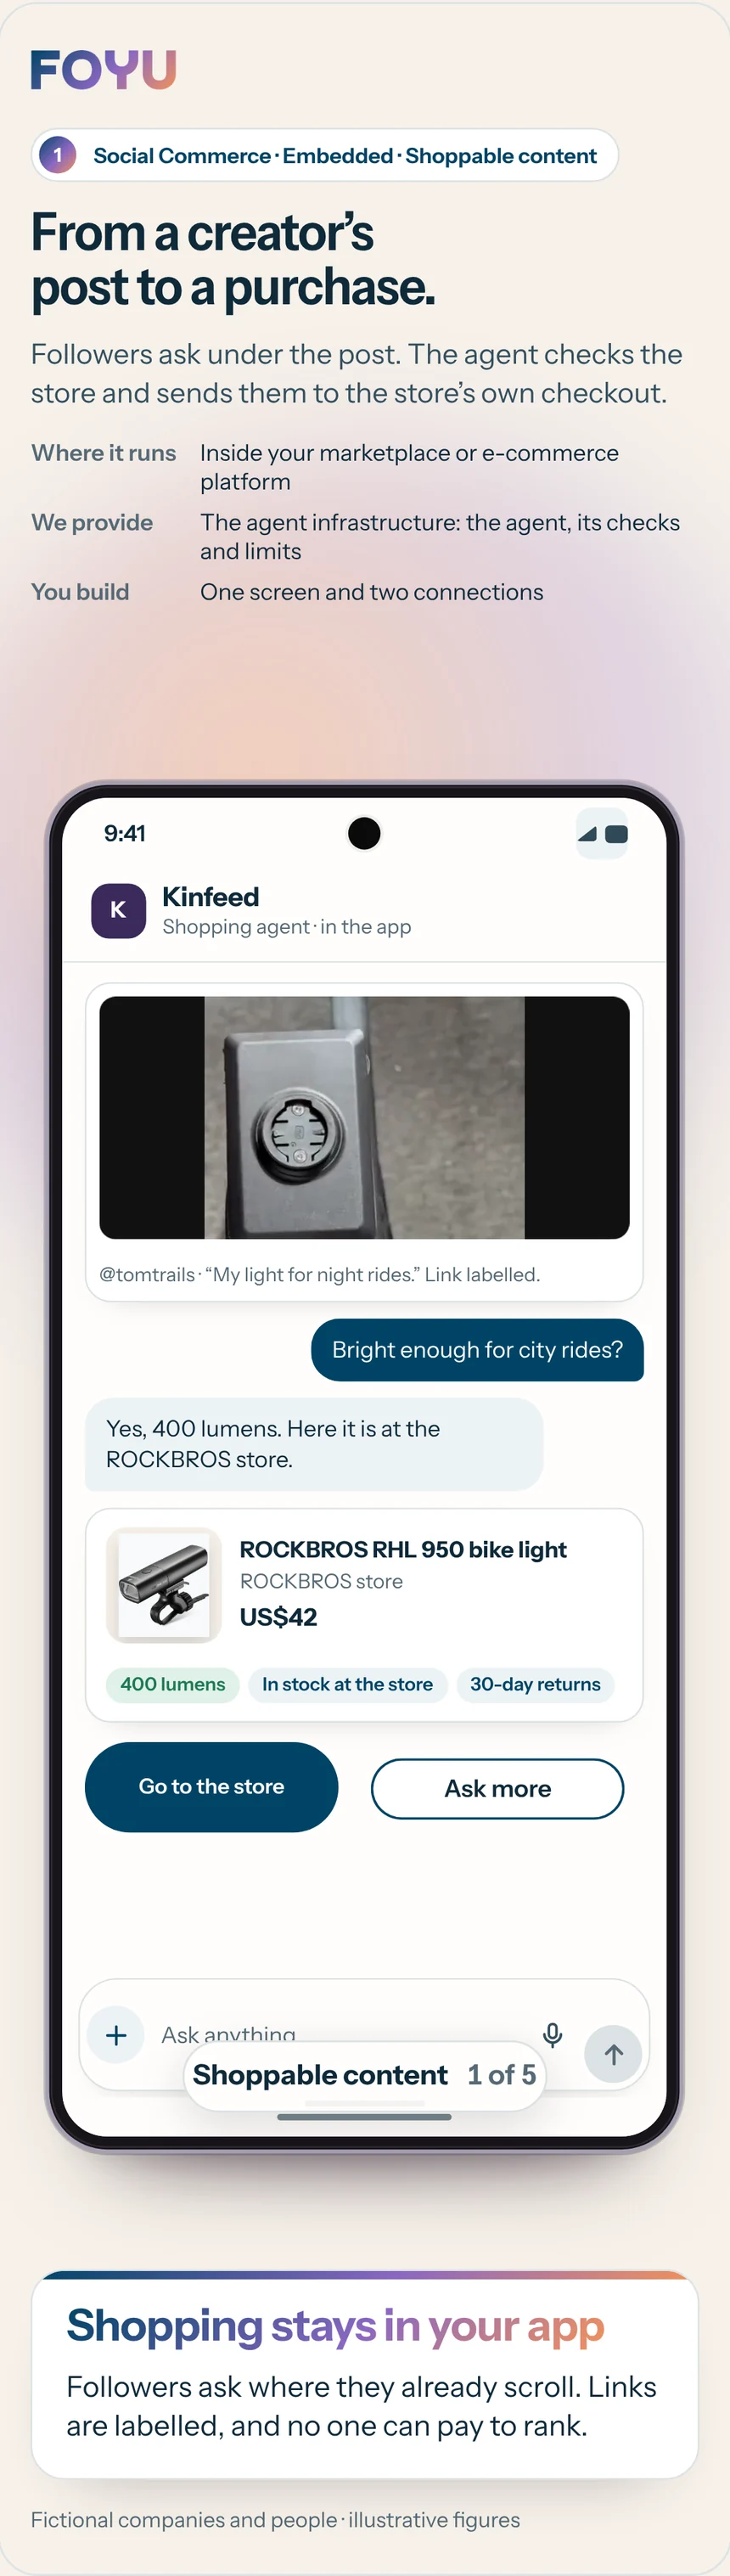 FOYU
1 Social Commerce · Embedded · Shoppable content
From a creator’s
post to a purchase.
Followers ask under the post. The agent checks the
store and sends them to the store’s own checkout.
Where it runs Inside your marketplace or e-commerce
platform
We provide The agent infrastructure: the agent, its checks
and limits
You build One screen and two connections
9:41
K Kinfeed
Shopping agent · in the app
@tomtrails · “My light for night rides.” Link labelled.
Bright enough for city rides?
Yes, 400 lumens. Here it is at the
ROCKBROS store.
ROCKBROS RHL 950 bike light
ROCKBROS store
US$42
400 lumens In stock at the store 30-day returns
Go to the store Ask more
Ask anything
Shoppable content 1 of 5
Shopping stays in your app
Followers ask where they already scroll. Links
are labelled, and no one can pay to rank.
Fictional companies and people · illustrative figures